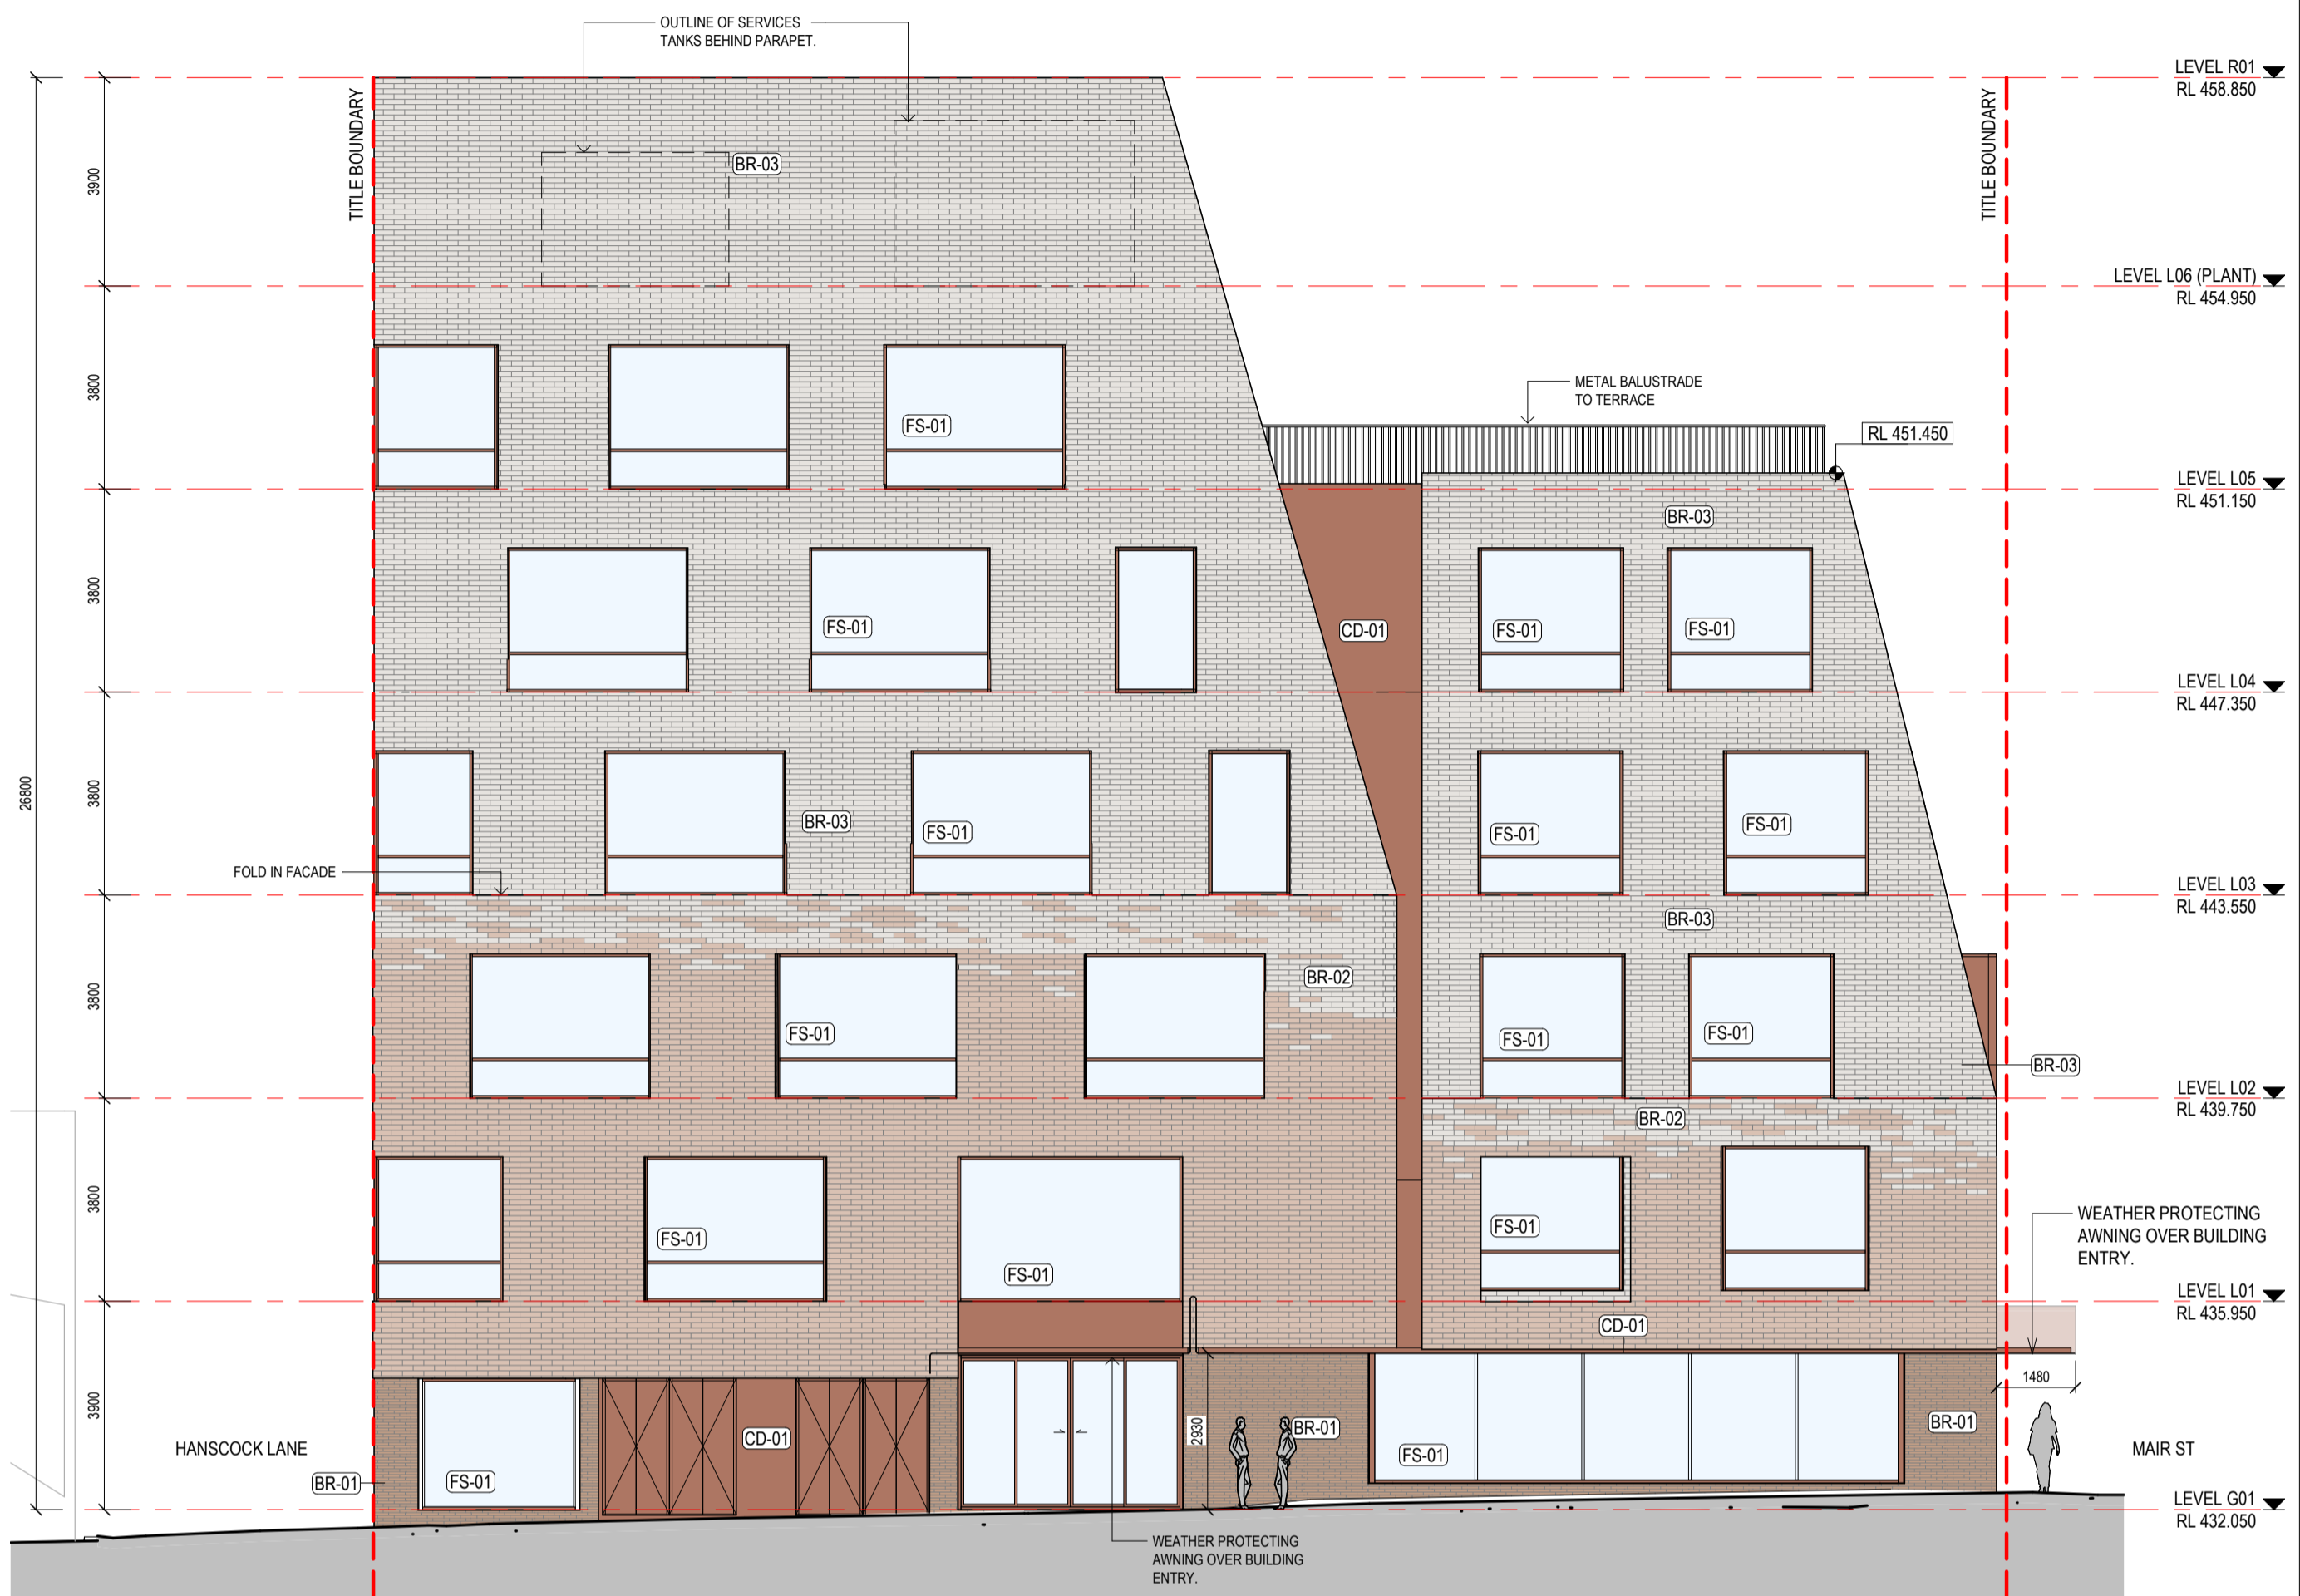 OUTLINE OF SERVICES
TANKS BEHIND PARAPET.
LEVEL R01
RL 458.850
TITLE BOUNDARY
TITLE BOUNDARY
BR-03
3900
LEVEL L06 (PLANT)
RL 454.950
METAL BALUSTRADE
TO TERRACE
3800
FS-01
RL 451.450
LEVEL L05
RL 451.150
BR-03
3800
FS-01
CD-01
FS-01
FS-01
LEVEL L04
RL 447.350
26800
3800
BR-03
FS-01
FS-01
FS-01
FOLD IN FACADE
LEVEL L03
RL 443.550
BR-03
3800
BR-02
FS-01
FS-01
FS-01
BR-03
LEVEL L02
RL 439.750
BR-02
3800
FS-01
FS-01
FS-01
WEATHER PROTECTING
AWNING OVER BUILDING
ENTRY.
LEVEL L01
RL 435.950
CD-01
1480
3900
HANSCOCK LANE
CD-01
2930
BR-01
BR-01
MAIR ST
BR-01
FS-01
FS-01
LEVEL G01
RL 432.050
WEATHER PROTECTING
AWNING OVER BUILDING
ENTRY.